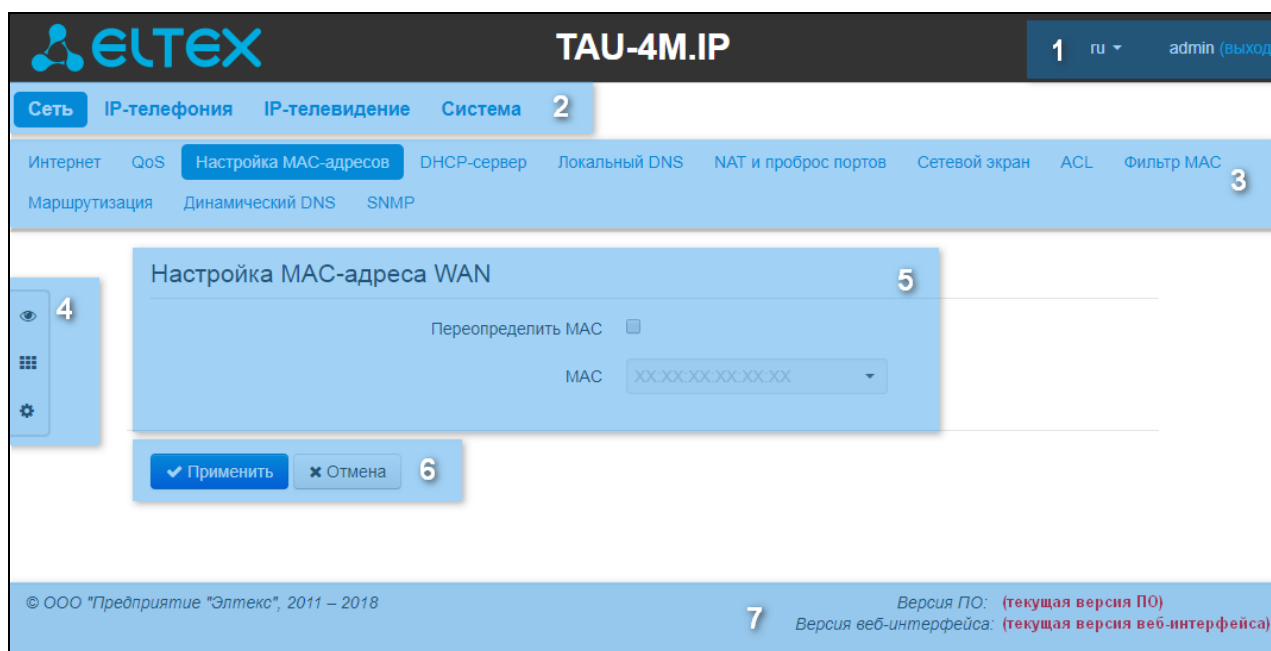 ELTEX
TAU-4M.IP
1 ru admin (выход
Сеть IP-телефония IP-телевидение Система 2
Интернет QoS Настройка MAC-адресов DHCP-сервер Локальный DNS NAT и проброс портов Сетевой экран ACL Фильтр MAC 3
Маршрутизация Динамический DNS SNMP
Настройка MAC-адреса WAN 5
4
Переопределить MAC
MAC XX:XX:XX:XX:XX:XX
Применить Отмена 6
© ООО "Предприятие "Элтекс", 2011 – 2018
7
Версия ПО: (текущая версия ПО)
Версия веб-интерфейса: (текущая версия веб-интерфейса)